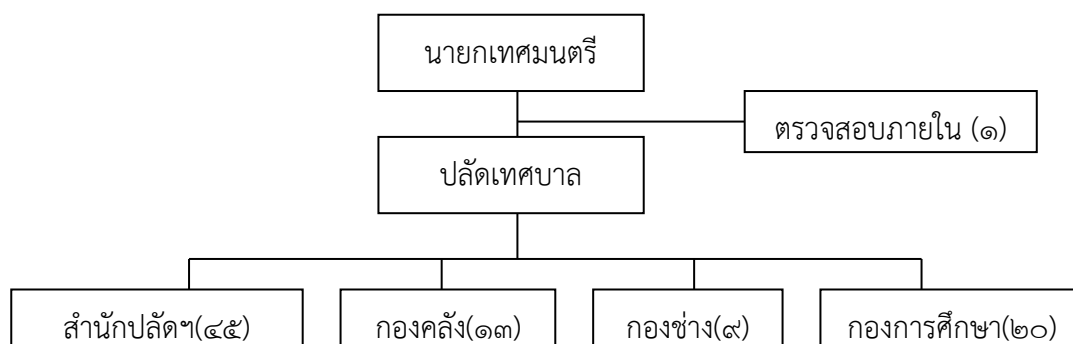 นายกเทศมนตรี
ตรวจสอบภายใน (๑)
ปลัดเทศบาล
สำนักปลัดฯ(๔๕)
กองคลัง(๑๓)
กองช่าง(๙)
กองการศึกษา(๒๐)